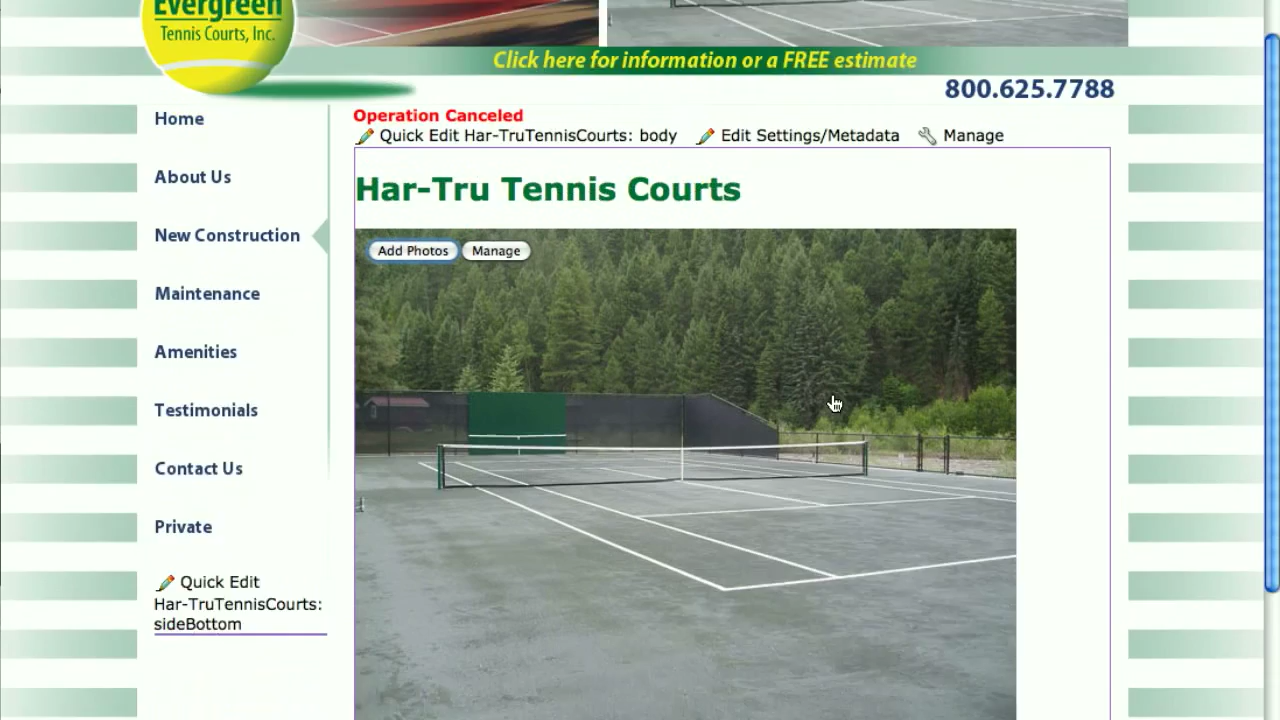 Evergreen
Tennis Courts, Inc.
Click here for information or a FREE estimate
800.625.7788
Home
About Us
New Construction
Maintenance
Amenities
Testimonials
Contact Us
Private
Quick Edit
Har-TruTennisCourts:
sideBottom
Operation Canceled
Quick Edit Har-TruTennisCourts: body Edit Settings/Metadata Manage
Har-Tru Tennis Courts
Add Photos Manage